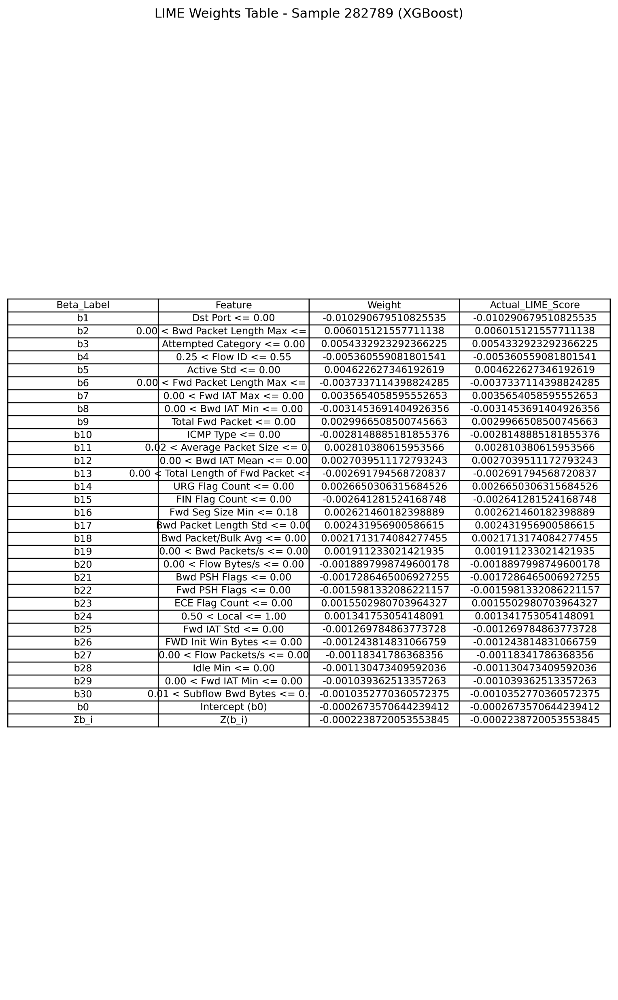 LIME Weights Table - Sample 282789 (XGBoost)
Beta_Label Feature Weight Actual_LIME_Score
b1 Dst Port <= 0.00 -0.010290679510825535 -0.010290679510825535
b2 0.00 < Bwd Packet Length Max <= 0.006015121557711138 0.006015121557711138
b3 Attempted Category <= 0.00 0.0054332923292366225 0.0054332923292366225
b4 0.25 < Flow ID <= 0.55 -0.005360559081801541 -0.005360559081801541
b5 Active Std <= 0.00 0.004622627346192619 0.004622627346192619
b6 0.00 < Fwd Packet Length Max <= -0.0037337114398824285 -0.0037337114398824285
b7 0.00 < Fwd IAT Max <= 0.00 0.0035654058595552653 0.0035654058595552653
b8 0.00 < Bwd IAT Min <= 0.00 -0.0031453691404926356 -0.0031453691404926356
b9 Total Fwd Packet <= 0.00 0.0029966508500745663 0.0029966508500745663
b10 ICMP Type <= 0.00 -0.0028148885181855376 -0.0028148885181855376
b11 0.02 < Average Packet Size <= 0. 0.002810380615953566 0.002810380615953566
b12 0.00 < Bwd IAT Mean <= 0.00 0.0027039511172793243 0.0027039511172793243
b13 0.00 < Total Length of Fwd Packet <= -0.002691794568720837 -0.002691794568720837
b14 URG Flag Count <= 0.00 0.0026650306315684526 0.0026650306315684526
b15 FIN Flag Count <= 0.00 -0.002641281524168748 -0.002641281524168748
b16 Fwd Seg Size Min <= 0.18 0.002621460182398889 0.002621460182398889
b17 Bwd Packet Length Std <= 0.00 0.002431956900586615 0.002431956900586615
b18 Bwd Packet/Bulk Avg <= 0.00 0.0021713174084277455 0.0021713174084277455
b19 0.00 < Bwd Packets/s <= 0.00 0.001911233021421935 0.001911233021421935
b20 0.00 < Flow Bytes/s <= 0.00 -0.0018897998749600178 -0.0018897998749600178
b21 Bwd PSH Flags <= 0.00 -0.0017286465006927255 -0.0017286465006927255
b22 Fwd PSH Flags <= 0.00 -0.0015981332086221157 -0.0015981332086221157
b23 ECE Flag Count <= 0.00 0.0015502980703964327 0.0015502980703964327
b24 0.50 < Local <= 1.00 0.001341753054148091 0.001341753054148091
b25 Fwd IAT Std <= 0.00 -0.001269784863773728 -0.001269784863773728
b26 FWD Init Win Bytes <= 0.00 -0.001243814831066759 -0.001243814831066759
b27 0.00 < Flow Packets/s <= 0.00 -0.00118341786368356 -0.00118341786368356
b28 Idle Min <= 0.00 -0.001130473409592036 -0.001130473409592036
b29 0.00 < Fwd IAT Min <= 0.00 -0.001039362513357263 -0.001039362513357263
b30 0.01 < Subflow Bwd Bytes <= 0. -0.0010352770360572375 -0.0010352770360572375
b0 Intercept (b0) -0.0002673570644239412 -0.0002673570644239412
Σb_i Z(b_i) -0.0002238720053553845 -0.0002238720053553845